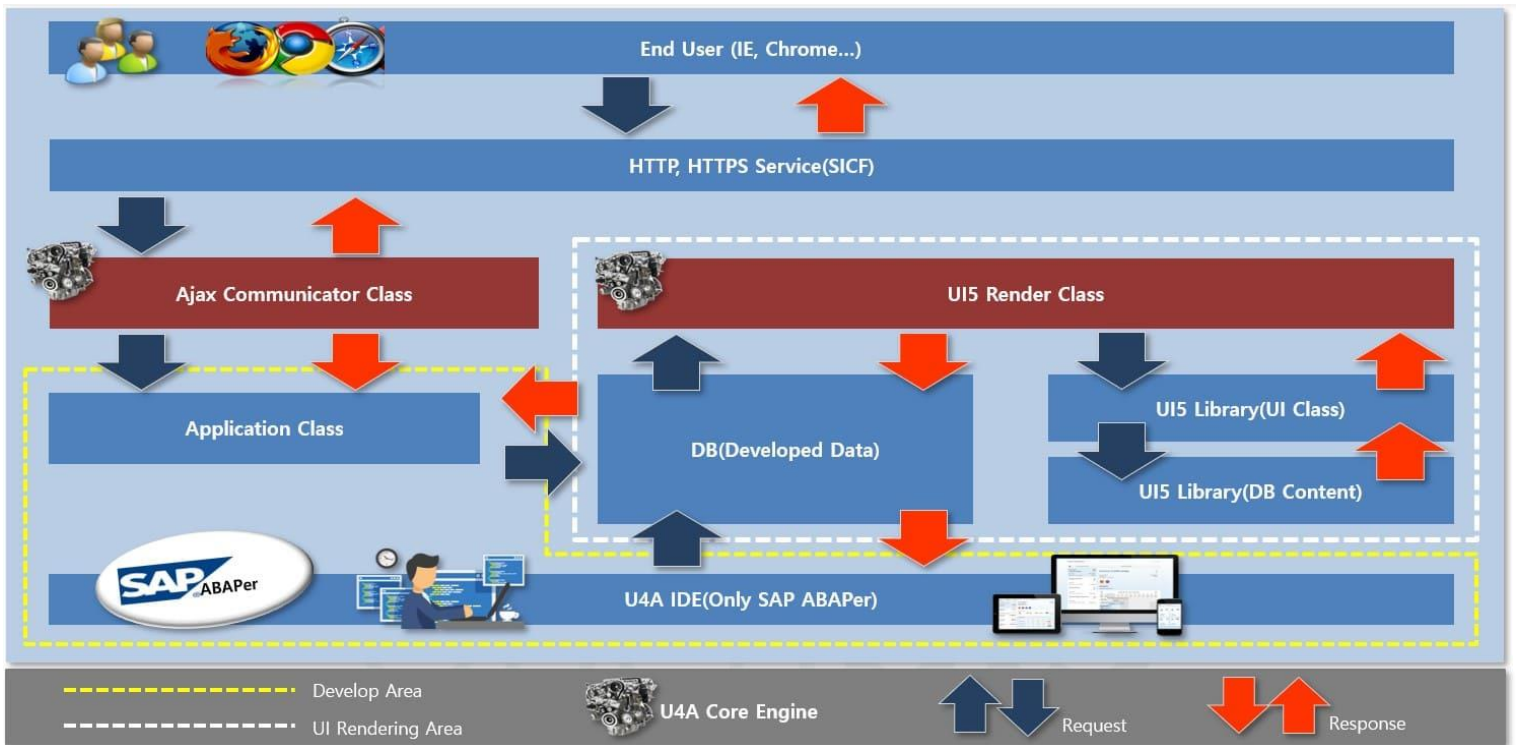 End User (IE, Chrome...)
HTTP, HTTPS Service(SICF)
Ajax Communicator Class
UI5 Render Class
Application Class
DB(Developed Data)
UI5 Library(UI Class)
UI5 Library(DB Content)
SAP ABAPer
U4A IDE(Only SAP ABAPer)
Develop Area
UI Rendering Area
U4A Core Engine
Request
Response